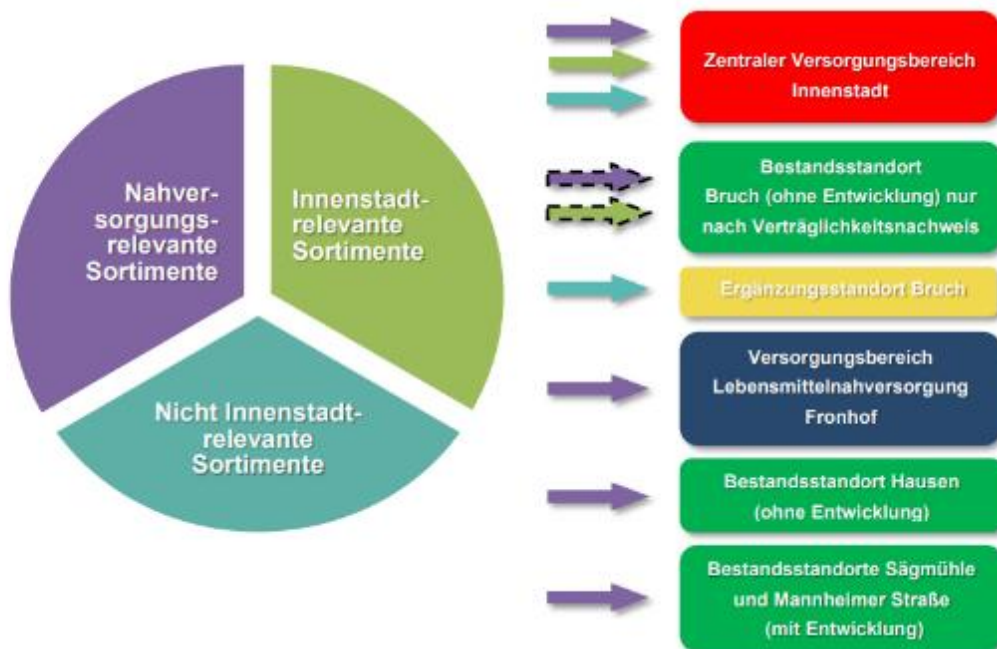 Nahver-
sorgungs-
relevante
Sortimente
Innenstadt-
relevante
Sortimente
Nicht Innenstadt-
relevante
Sortimente
Zentraler Versorgungsbereich
Innenstadt
Bestandsstandort
Bruch (ohne Entwicklung) nur
nach Verträglichkeitsnachweis
Ergänzungsstandort Bruch
Versorgungsbereich
Lebensmittelnahversorgung
Fronhof
Bestandsstandort Hausen
(ohne Entwicklung)
Bestandsstandorte Sägmühle
und Mannheimer Straße
(mit Entwicklung)